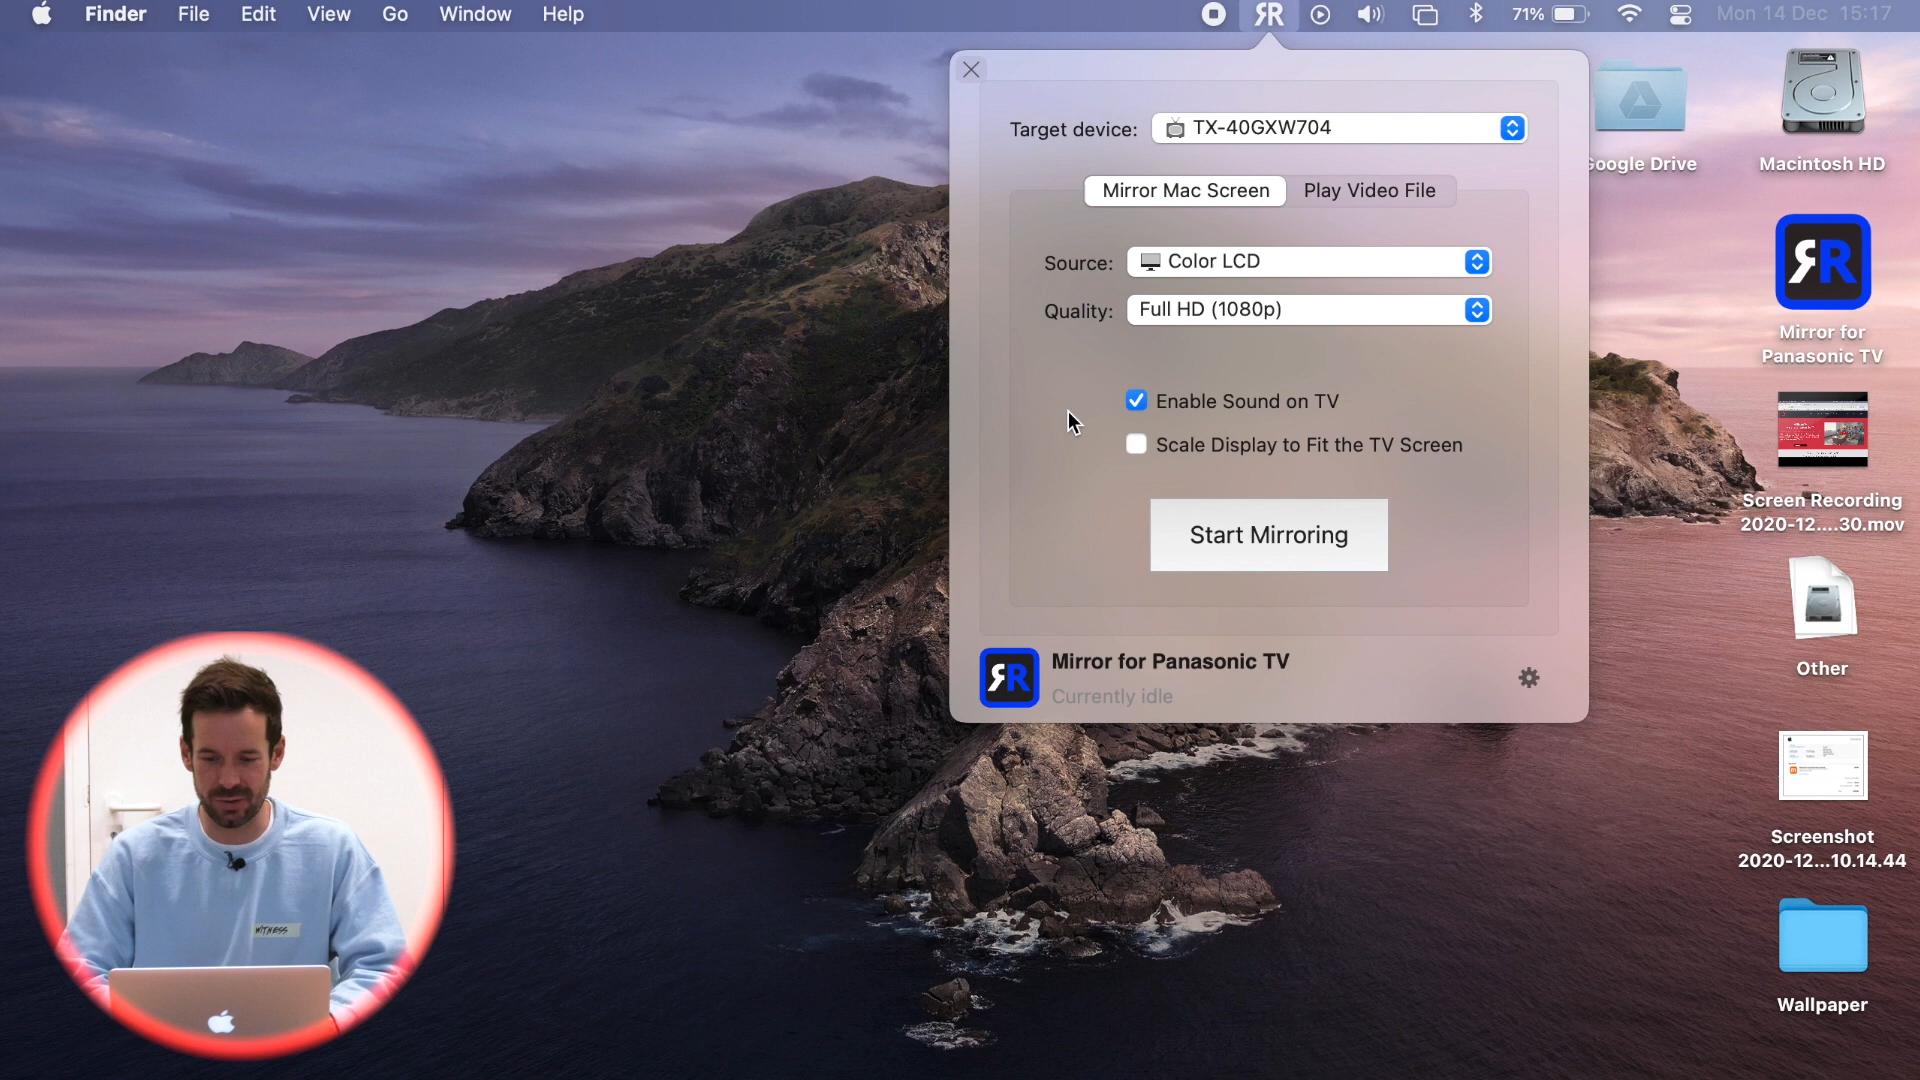 Finder File Edit View Go Window Help
71% Mon 14 Dec 15:17
Target device: TX-40GXW704
Mirror Mac Screen Play Video File
Source: Color LCD
Quality: Full HD (1080p)
Enable Sound on TV
Scale Display to Fit the TV Screen
Start Mirroring
Mirror for Panasonic TV
Currently idle
Google Drive
Macintosh HD
Mirror for
Panasonic TV
Screen Recording
2020-12....30.mov
Other
Screenshot
2020-12...10.14.44
Wallpaper
WITNESS